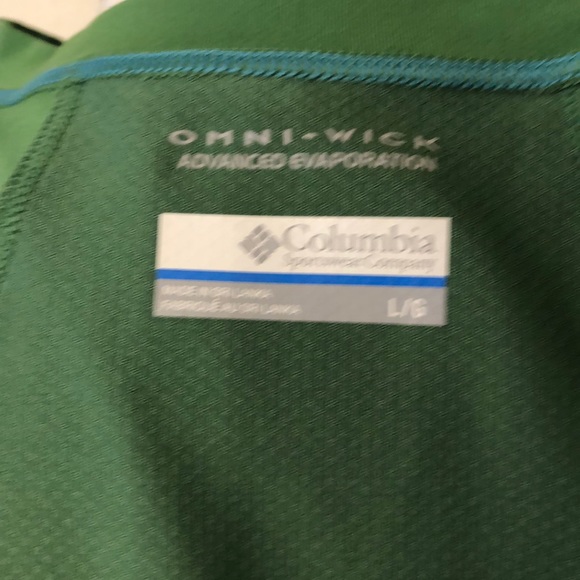 OMNI-WICK
ADVANCED EVAPORATION
Columbia
Sportswear Company
MADE IN SRI LANKA
FABRIQUÉ AU SRI LANKA
L/G